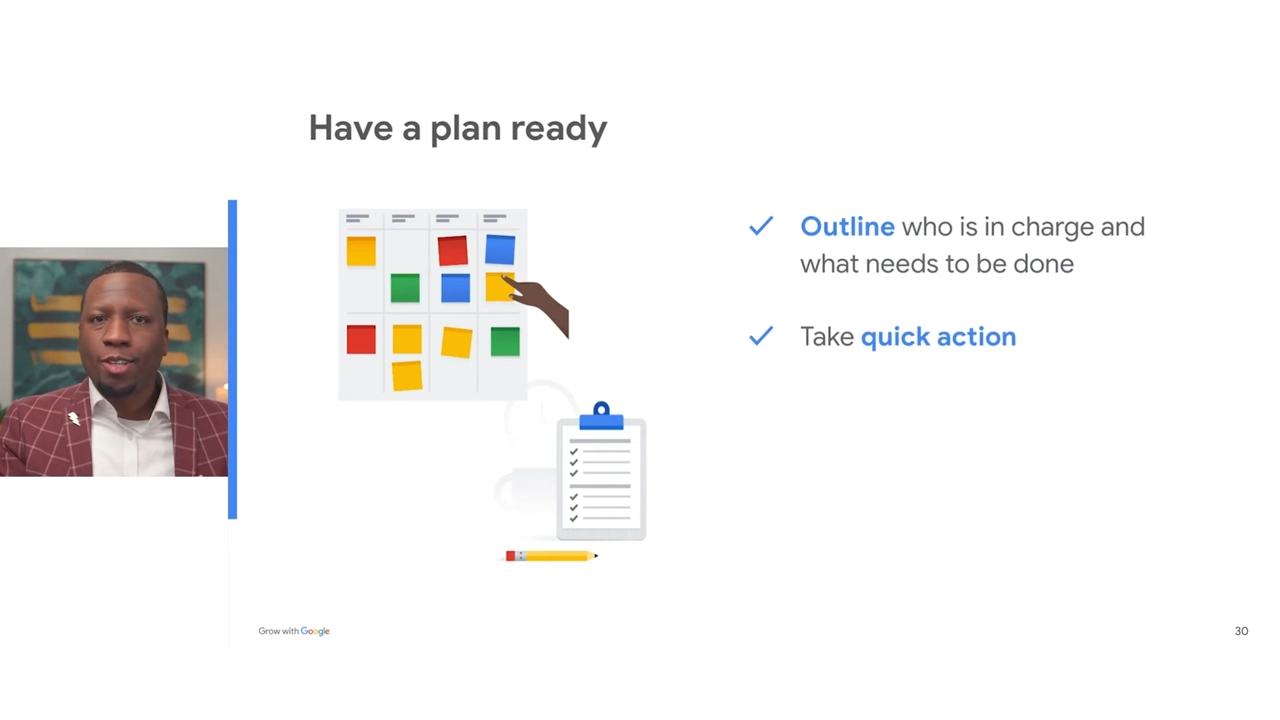 Have a plan ready
Outline who is in charge and
what needs to be done
Take quick action
Grow with Google
30